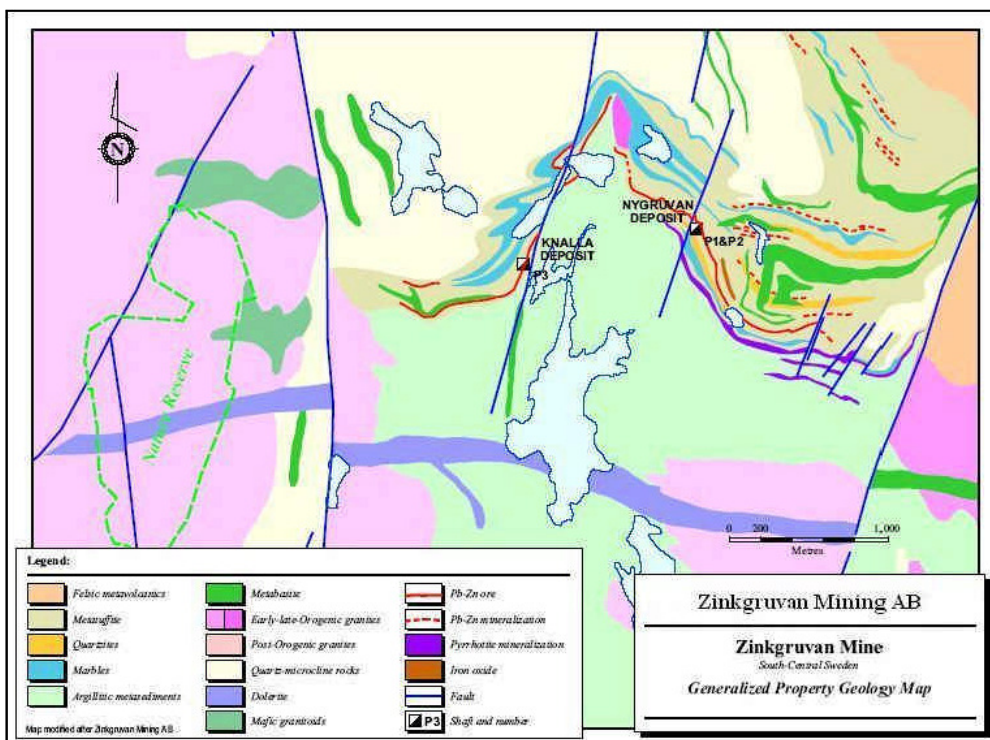 N
NYGRUVAN
DEPOSIT
P1&P2
KNALLA
DEPOSIT
P3
Nature Reserve
0 200 1,000
Metres
Legend:
Felsic metavolcanics
Metatuffite
Quartzites
Marbles
Argillitic metasediments
Map modified after Zinkgruvan Mining AB
Metabasite
Early-late-Orogenic granites
Post-Orogenic granites
Quartz-microcline rocks
Dolerite
Mafic granitoids
Pb-Zn ore
Pb-Zn mineralization
Pyrrhotite mineralization
Iron oxide
Fault
P3 Shaft and number
Zinkgruvan Mining AB
Zinkgruvan Mine
South-Central Sweden
Generalized Property Geology Map